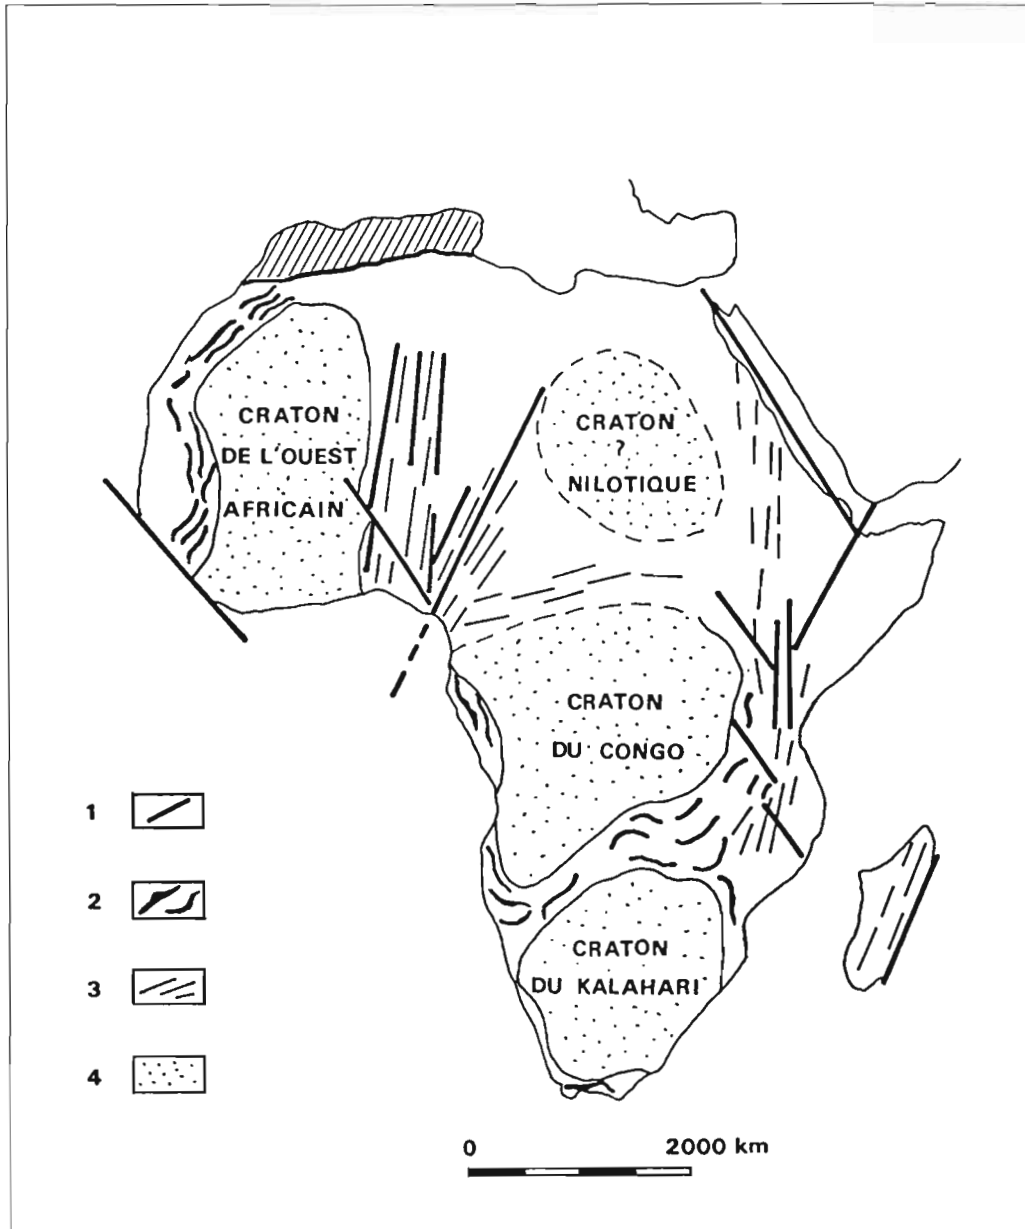 CRATON
DE L'OUEST
AFRICAIN
CRATON
?
NILOTIQUE
CRATON
DU CONGO
CRATON
DU KALAHARI
1
2
3
4
0 2000 km